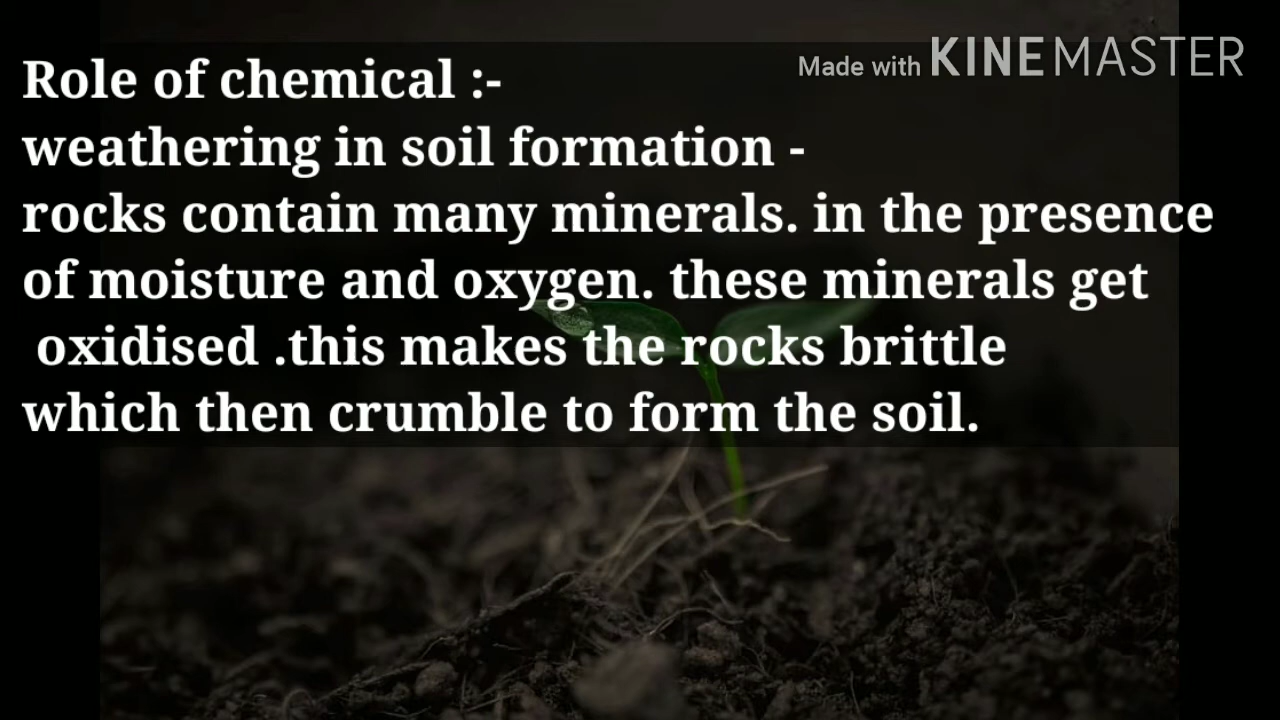 Made with KINEMASTER
Role of chemical :-
weathering in soil formation -
rocks contain many minerals. in the presence
of moisture and oxygen. these minerals get
oxidised .this makes the rocks brittle
which then crumble to form the soil.